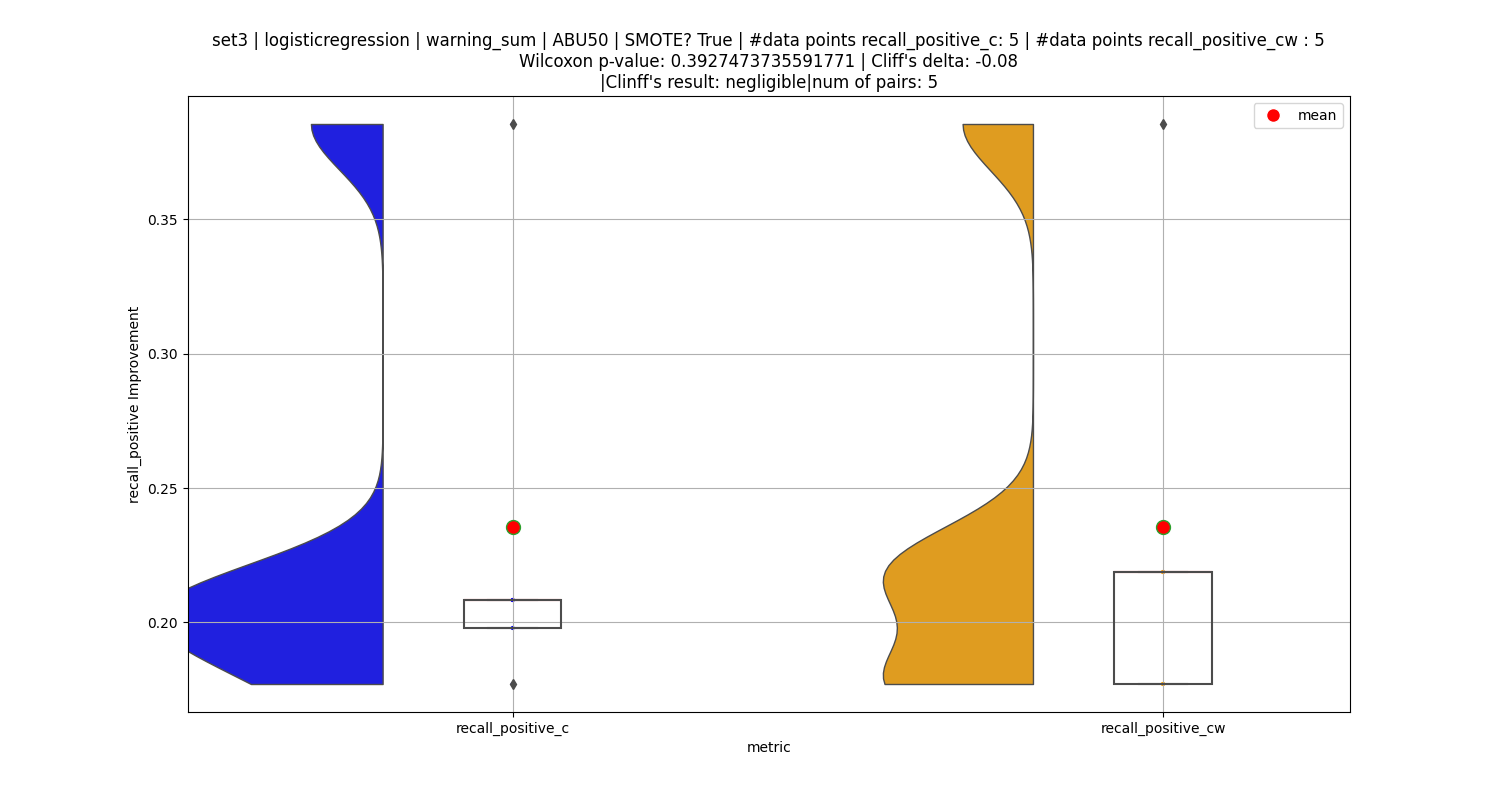 set3 | logisticregression | warning_sum | ABU50 | SMOTE? True | #data points recall_positive_c: 5 | #data points recall_positive_cw : 5
Wilcoxon p-value: 0.3927473735591771 | Cliff's delta: -0.08
|Clinff's result: negligible|num of pairs: 5
mean
0.35
0.30
0.25
0.20
recall_positive Improvement
recall_positive_c
recall_positive_cw
metric